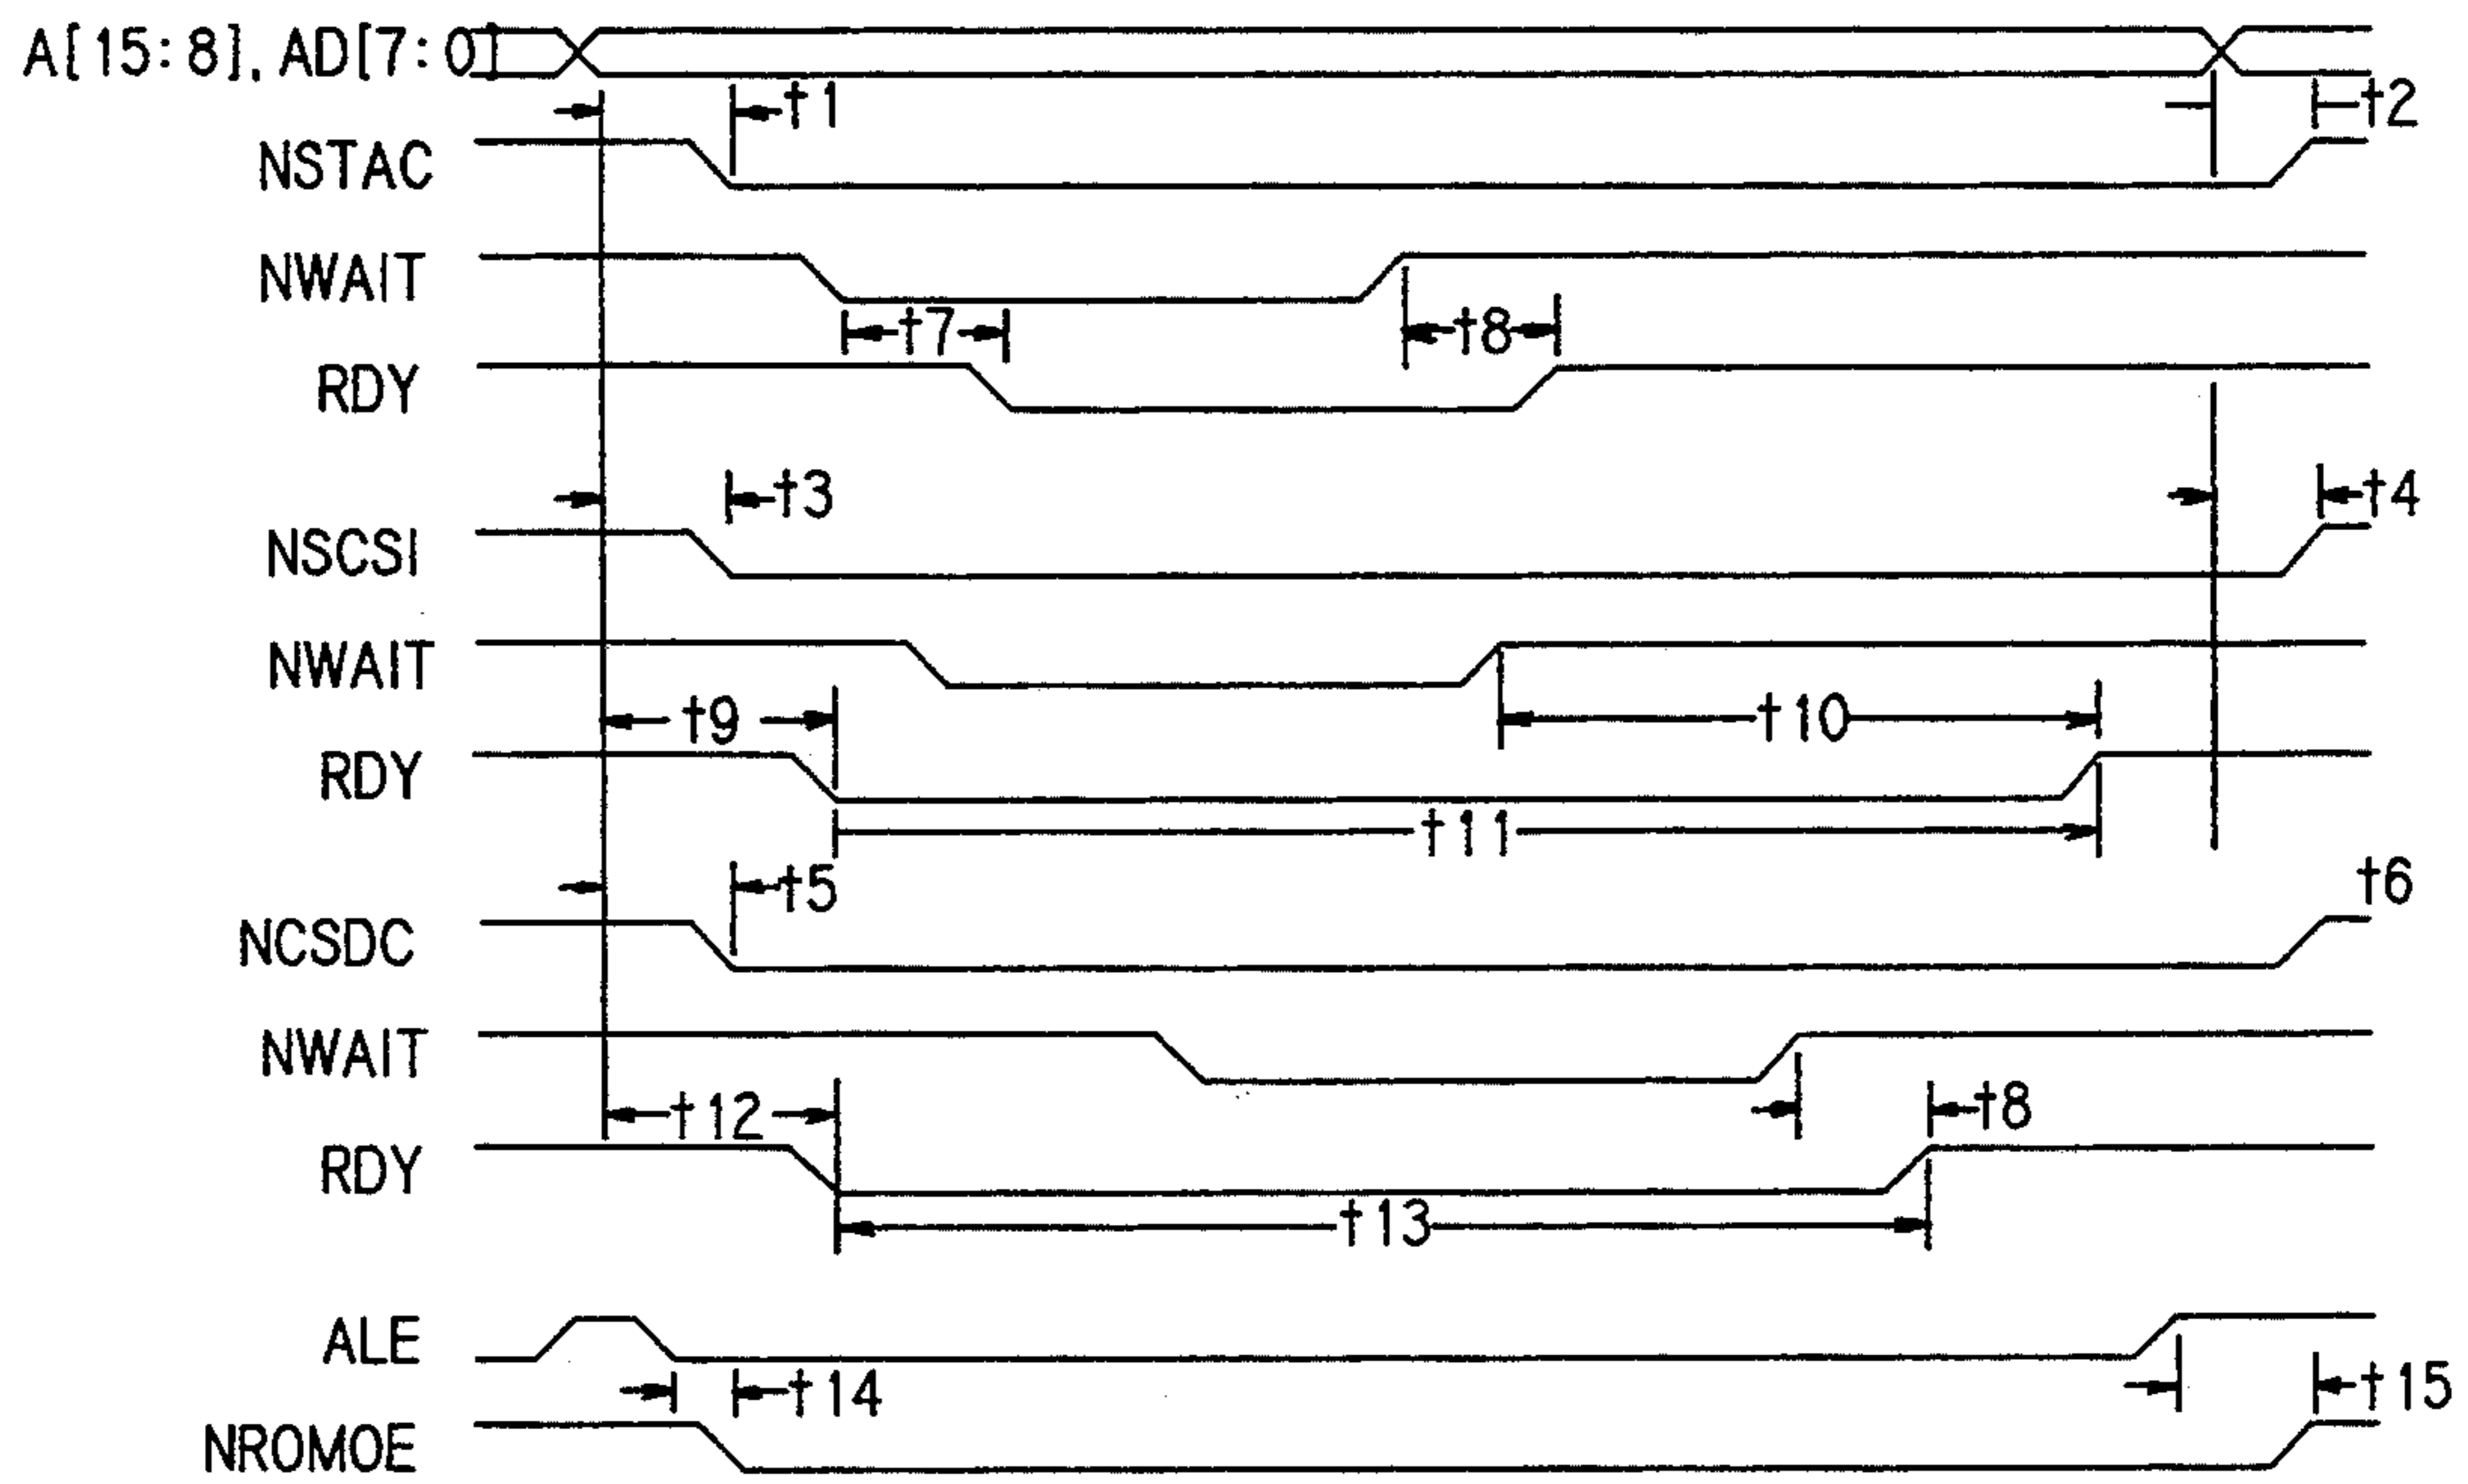 A[15:8], AD[7:0]
t1
t2
NSTAC
NWAIT
t7
t8
RDY
t3
t4
NSCSI
NWAIT
t9
t10
RDY
t11
t5
t6
NCSDC
NWAIT
t12
t8
RDY
t13
ALE
t14
t15
NROMOE